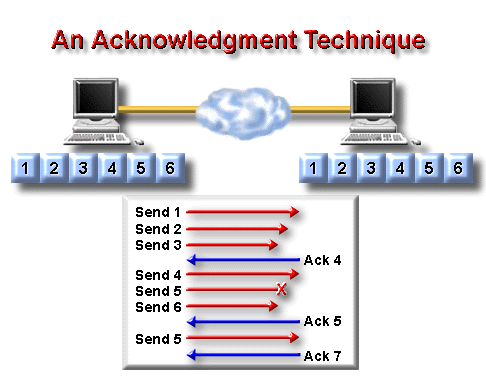 An Acknowledgment Technique
1 2 3 4 5 6 1 2 3 4 5 6
Send 1
Send 2
Send 3
Ack 4
Send 4
Send 5 X
Send 6
Ack 5
Send 5
Ack 7